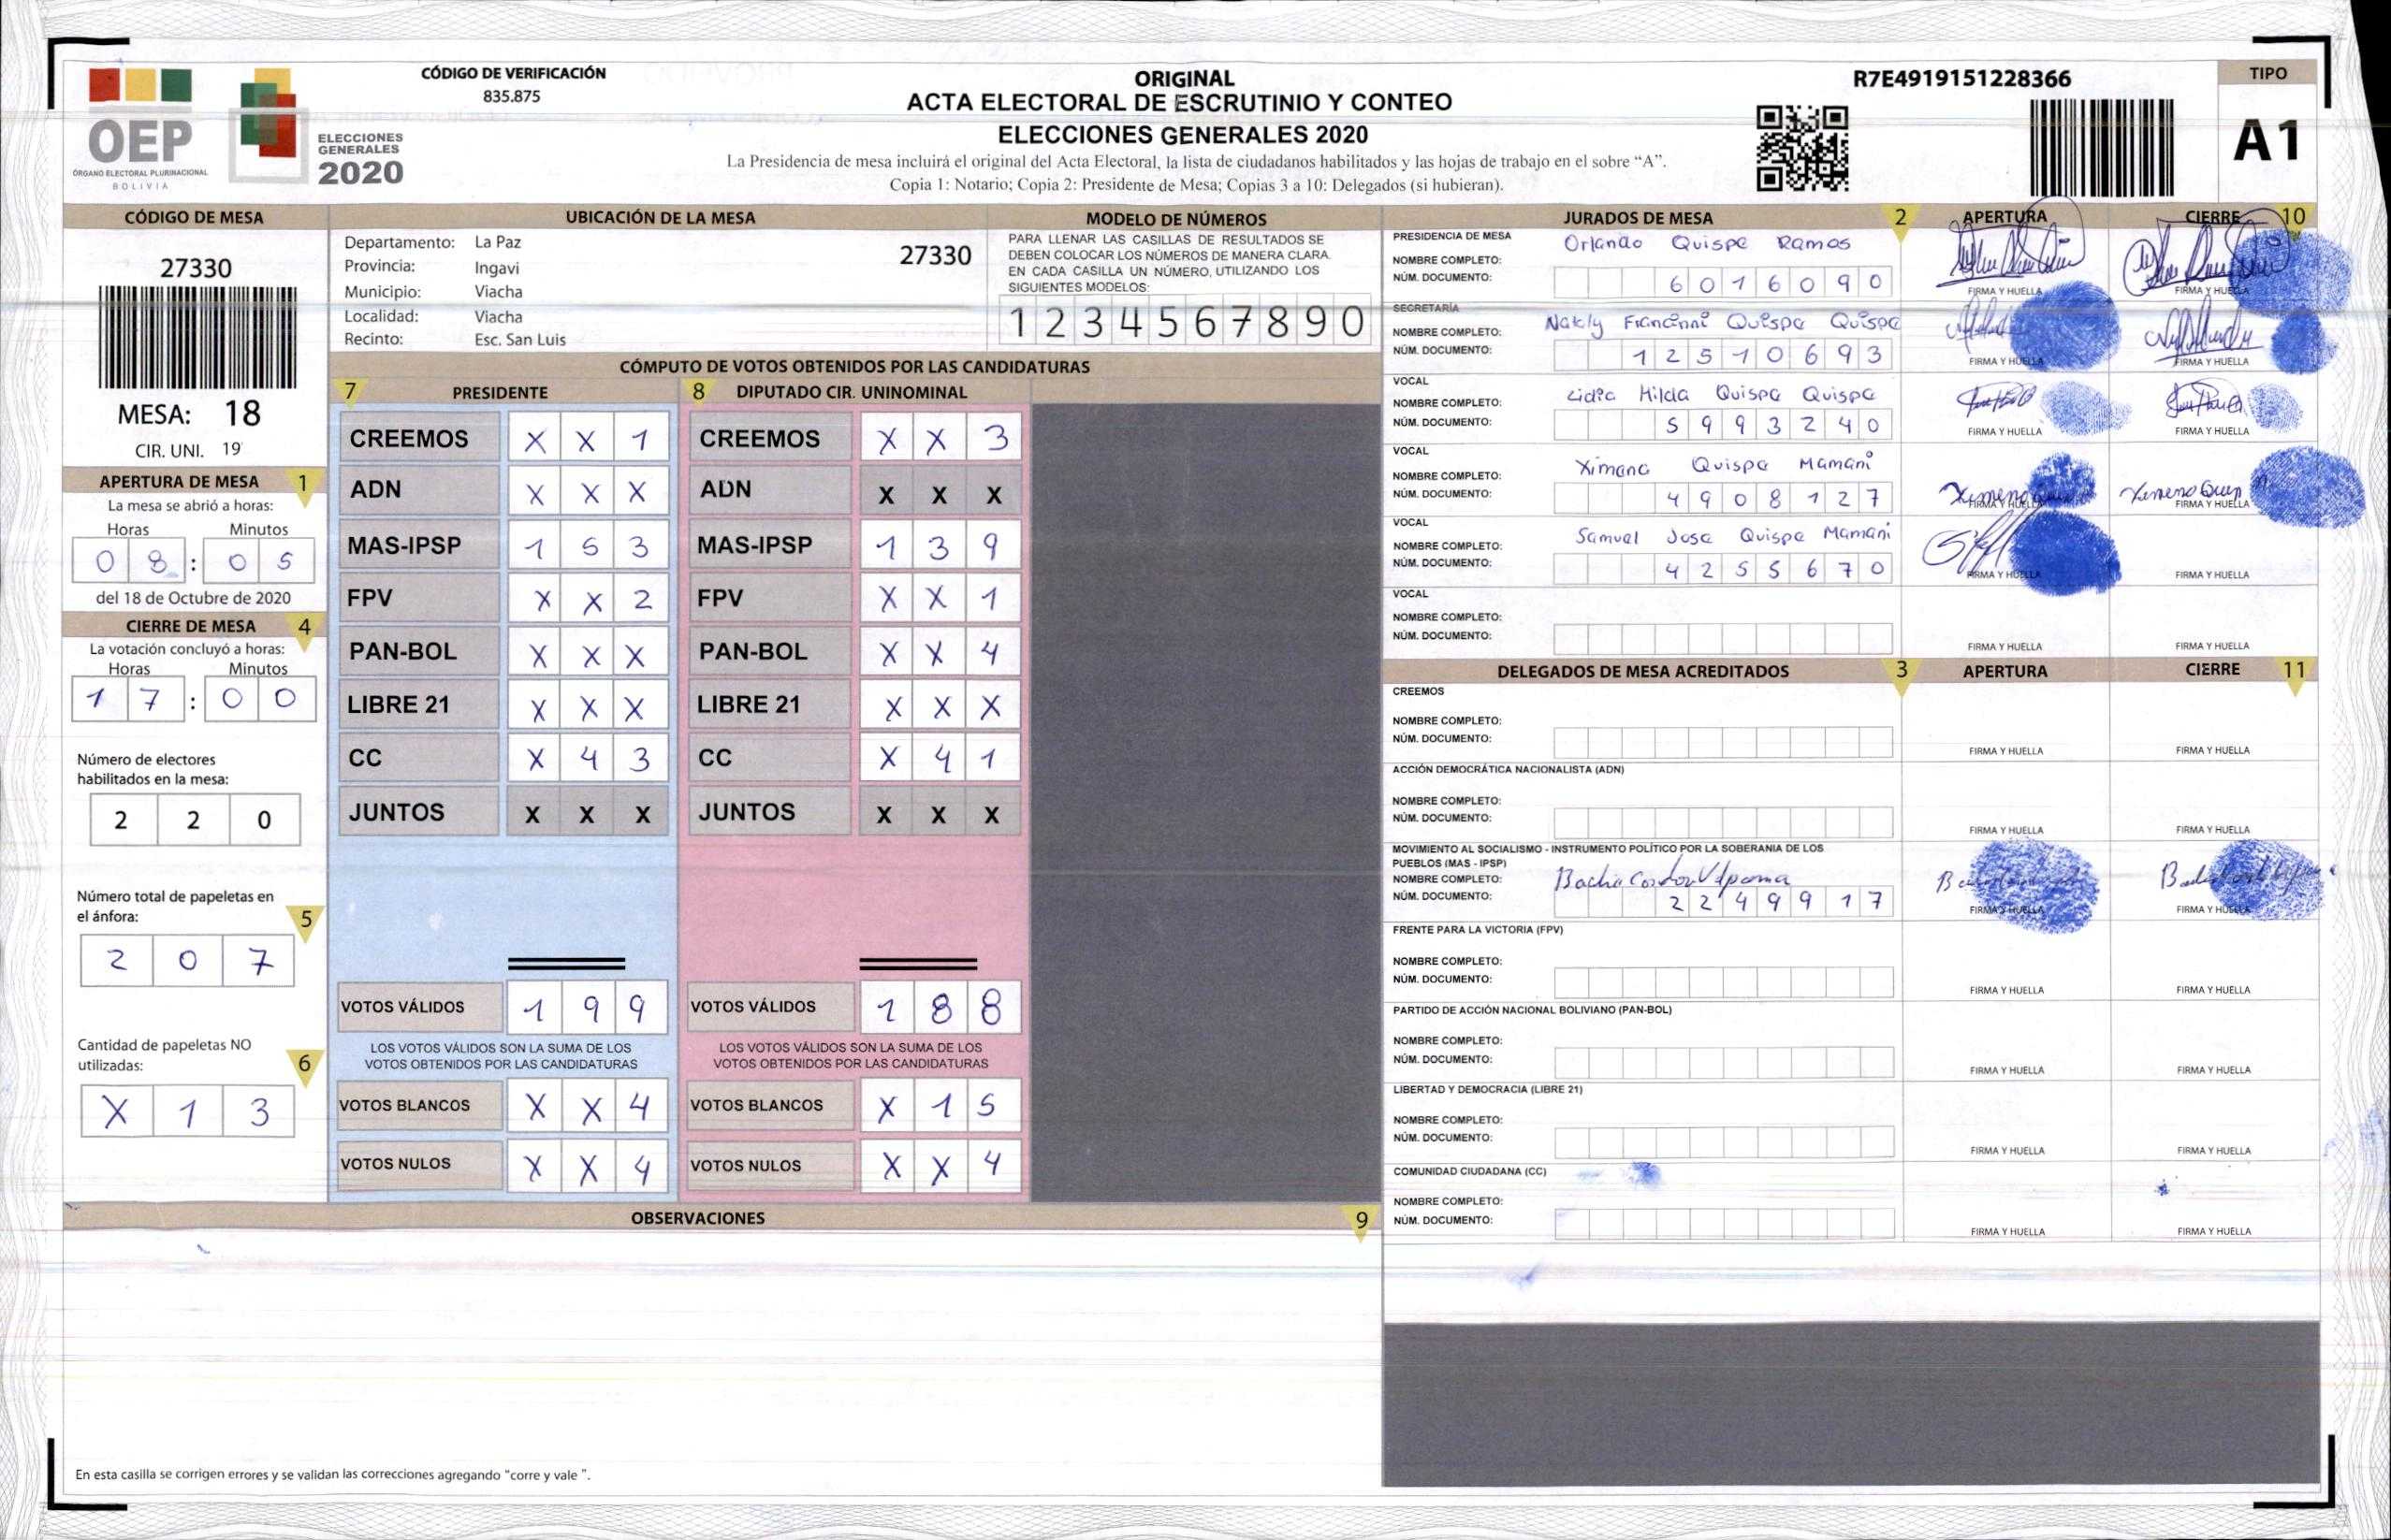 CÓDIGO DE VERIFICACIÓN
835.875
OEP
ÓRGANO ELECTORAL PLURINACIONAL
BOLIVIA
ELECCIONES
GENERALES
2020
ORIGINAL
ACTA ELECTORAL DE ESCRUTINIO Y CONTEO
ELECCIONES GENERALES 2020
La Presidencia de mesa incluirá el original del Acta Electoral, la lista de ciudadanos habilitados y las hojas de trabajo en el sobre “A”.
Copia 1: Notario; Copia 2: Presidente de Mesa; Copias 3 a 10: Delegados (si hubieran).
R7E4919151228366
TIPO
A1
CÓDIGO DE MESA
27330
MESA: 18
CIR. UNI. 19
APERTURA DE MESA 1
La mesa se abrió a horas:
Horas Minutos
0 8 : 0 5
del 18 de Octubre de 2020
CIERRE DE MESA 4
La votación concluyó a horas:
Horas Minutos
1 7 : 0 0
Número de electores
habilitados en la mesa:
2 2 0
Número total de papeletas en
el ánfora: 5
2 0 7
Cantidad de papeletas NO
utilizadas: 6
X 1 3
UBICACIÓN DE LA MESA
Departamento: La Paz 27330
Provincia: Ingavi
Municipio: Viacha
Localidad: Viacha
Recinto: Esc. San Luis
MODELO DE NÚMEROS
PARA LLENAR LAS CASILLAS DE RESULTADOS SE
DEBEN COLOCAR LOS NÚMEROS DE MANERA CLARA.
EN CADA CASILLA UN NÚMERO, UTILIZANDO LOS
SIGUIENTES MODELOS:
1 2 3 4 5 6 7 8 9 0
CÓMPUTO DE VOTOS OBTENIDOS POR LAS CANDIDATURAS
7 PRESIDENTE
CREEMOS X X 1
ADN X X X
MAS-IPSP 1 5 3
FPV X X 2
PAN-BOL X X X
LIBRE 21 X X X
CC X 4 3
JUNTOS X X X
VOTOS VÁLIDOS 1 9 9
LOS VOTOS VÁLIDOS SON LA SUMA DE LOS
VOTOS OBTENIDOS POR LAS CANDIDATURAS
VOTOS BLANCOS X X 4
VOTOS NULOS X X 4
8 DIPUTADO CIR. UNINOMINAL
CREEMOS X X 3
ADN X X X
MAS-IPSP 1 3 9
FPV X X 1
PAN-BOL X X 4
LIBRE 21 X X X
CC X 4 1
JUNTOS X X X
VOTOS VÁLIDOS 1 8 8
LOS VOTOS VÁLIDOS SON LA SUMA DE LOS
VOTOS OBTENIDOS POR LAS CANDIDATURAS
VOTOS BLANCOS X 1 5
VOTOS NULOS X X 4
OBSERVACIONES 9
En esta casilla se corrigen errores y se validan las correcciones agregando “corre y vale ”.
JURADOS DE MESA 2 APERTURA CIERRE 10
PRESIDENCIA DE MESA
NOMBRE COMPLETO: Orlando Quispe Ramos
NÚM. DOCUMENTO: 6 0 1 6 0 9 0
FIRMA Y HUELLA FIRMA Y HUELLA
SECRETARÍA
NOMBRE COMPLETO: Quispe Quispe
NÚM. DOCUMENTO: 1 2 5 1 0 6 9 3
FIRMA Y HUELLA FIRMA Y HUELLA
VOCAL
NOMBRE COMPLETO: Lidia Hilda Quispe Quispe
NÚM. DOCUMENTO: 5 9 9 3 2 4 0
FIRMA Y HUELLA FIRMA Y HUELLA
VOCAL
NOMBRE COMPLETO: Ximena Quispe Mamani
NÚM. DOCUMENTO: 4 9 0 8 1 2 7
FIRMA Y HUELLA FIRMA Y HUELLA
VOCAL
NOMBRE COMPLETO: Samuel Jose Quispe Mamani
NÚM. DOCUMENTO: 4 2 5 5 6 7 0
FIRMA Y HUELLA FIRMA Y HUELLA
VOCAL
NOMBRE COMPLETO:
NÚM. DOCUMENTO:
FIRMA Y HUELLA FIRMA Y HUELLA
DELEGADOS DE MESA ACREDITADOS 3 APERTURA CIERRE 11
CREEMOS
NOMBRE COMPLETO:
NÚM. DOCUMENTO:
FIRMA Y HUELLA FIRMA Y HUELLA
ACCIÓN DEMOCRÁTICA NACIONALISTA (ADN)
NOMBRE COMPLETO:
NÚM. DOCUMENTO:
FIRMA Y HUELLA FIRMA Y HUELLA
MOVIMIENTO AL SOCIALISMO - INSTRUMENTO POLÍTICO POR LA SOBERANIA DE LOS
PUEBLOS (MAS - IPSP)
NOMBRE COMPLETO:
NÚM. DOCUMENTO: 2 2 4 9 9 1 7
FIRMA Y HUELLA FIRMA Y HUELLA
FRENTE PARA LA VICTORIA (FPV)
NOMBRE COMPLETO:
NÚM. DOCUMENTO:
FIRMA Y HUELLA FIRMA Y HUELLA
PARTIDO DE ACCIÓN NACIONAL BOLIVIANO (PAN-BOL)
NOMBRE COMPLETO:
NÚM. DOCUMENTO:
FIRMA Y HUELLA FIRMA Y HUELLA
LIBERTAD Y DEMOCRACIA (LIBRE 21)
NOMBRE COMPLETO:
NÚM. DOCUMENTO:
FIRMA Y HUELLA FIRMA Y HUELLA
COMUNIDAD CIUDADANA (CC)
NOMBRE COMPLETO:
NÚM. DOCUMENTO:
FIRMA Y HUELLA FIRMA Y HUELLA